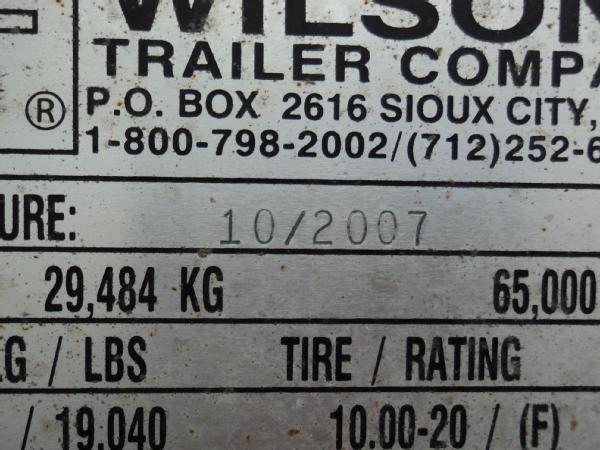 WILSON
TRAILER COMPA
® P.O. BOX 2616 SIOUX CITY,
1-800-798-2002/(712)252-6
URE: 10/2007
29,484 KG 65,000
G / LBS TIRE / RATING
/ 19,040 10.00-20 / (F)